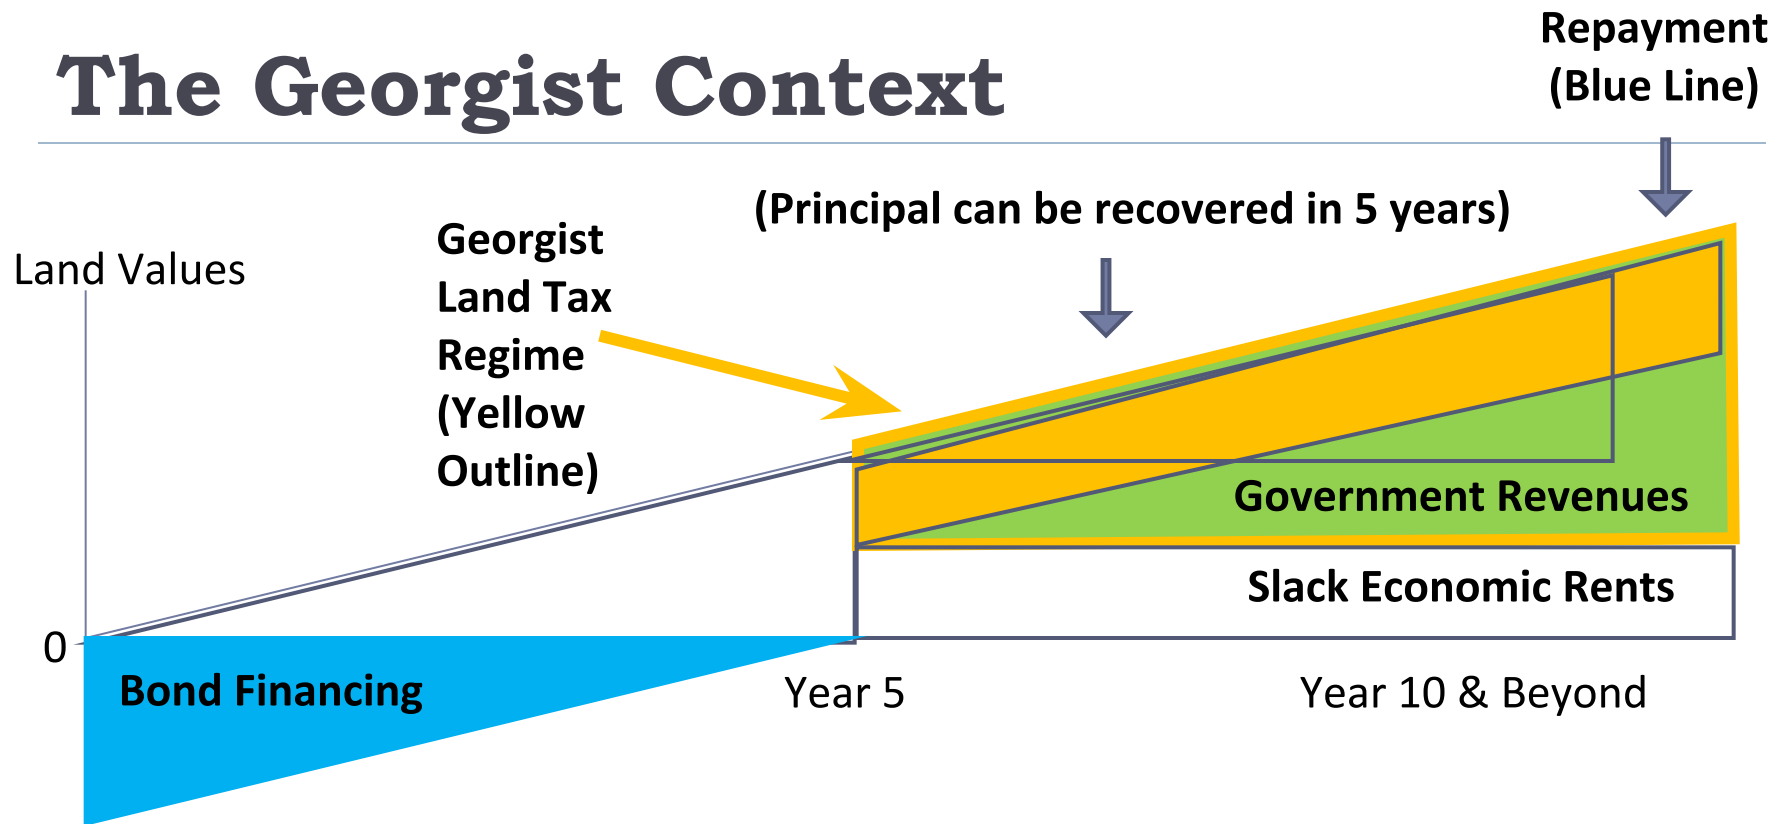 The Georgist Context
Repayment
(Blue Line)
(Principal can be recovered in 5 years)
Georgist
Land Tax
Regime
(Yellow
Outline)
Land Values
Government Revenues
Slack Economic Rents
0
Bond Financing
Year 5
Year 10 & Beyond